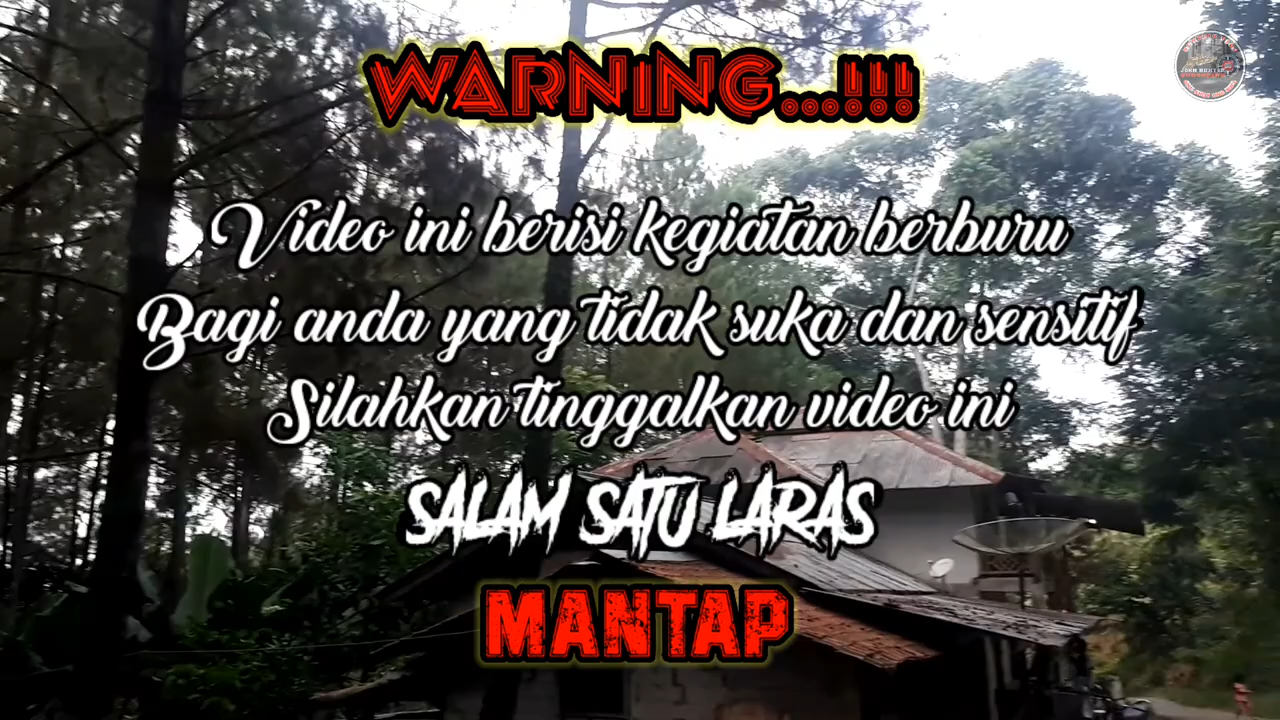 WARNING...!!!
Video ini berisi kegiatan berburu
Bagi anda yang tidak suka dan sensitif
Silahkan tinggalkan video ini
SALAM SATU LARAS
MANTAP